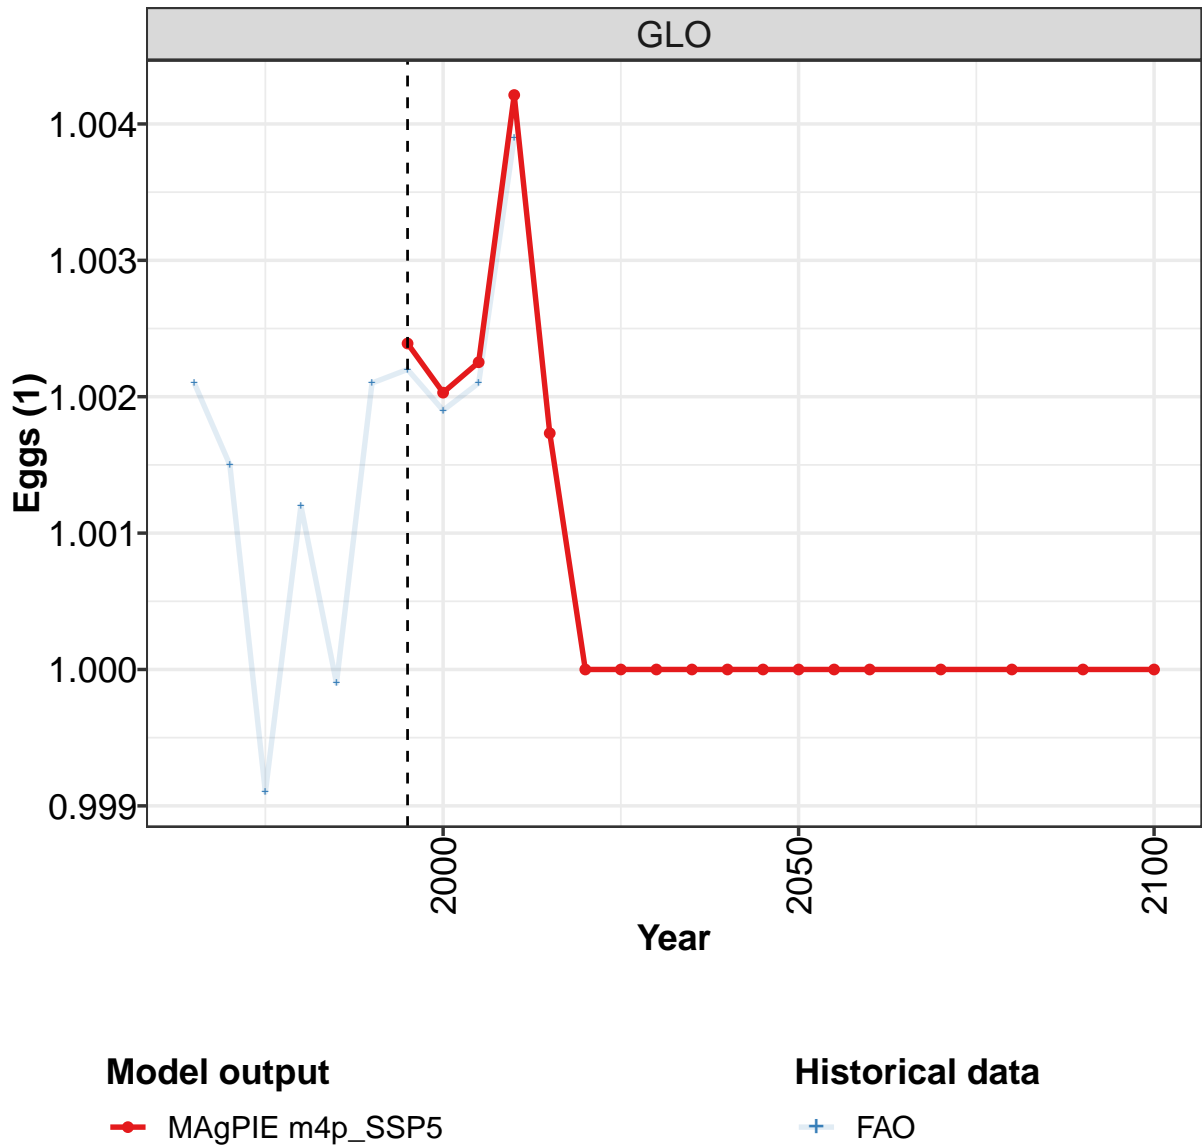 GLO
1.004
1.003
1.002
1.001
1.000
0.999
Eggs (1)
2000
2050
2100
Year
Model output
Historical data
MAgPIE m4p_SSP5
FAO